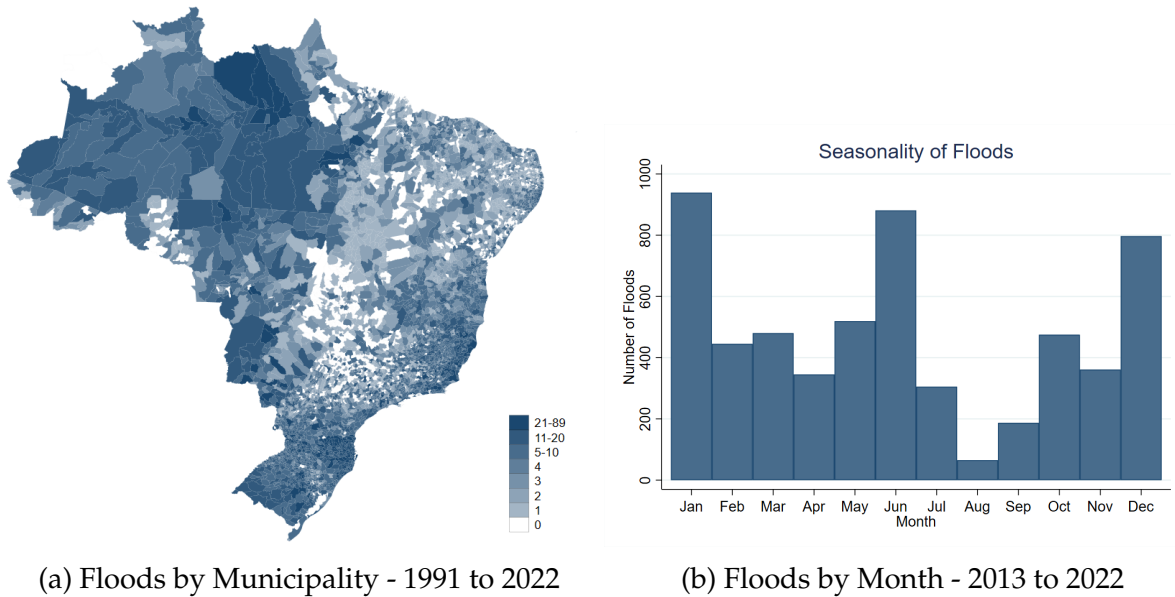 21-89
11-20
5-10
4
3
2
1
0
(a) Floods by Municipality - 1991 to 2022
Seasonality of Floods
Number of Floods
1000
800
600
400
200
0
Jan Feb Mar Apr May Jun Jul Aug Sep Oct Nov Dec
Month
(b) Floods by Month - 2013 to 2022